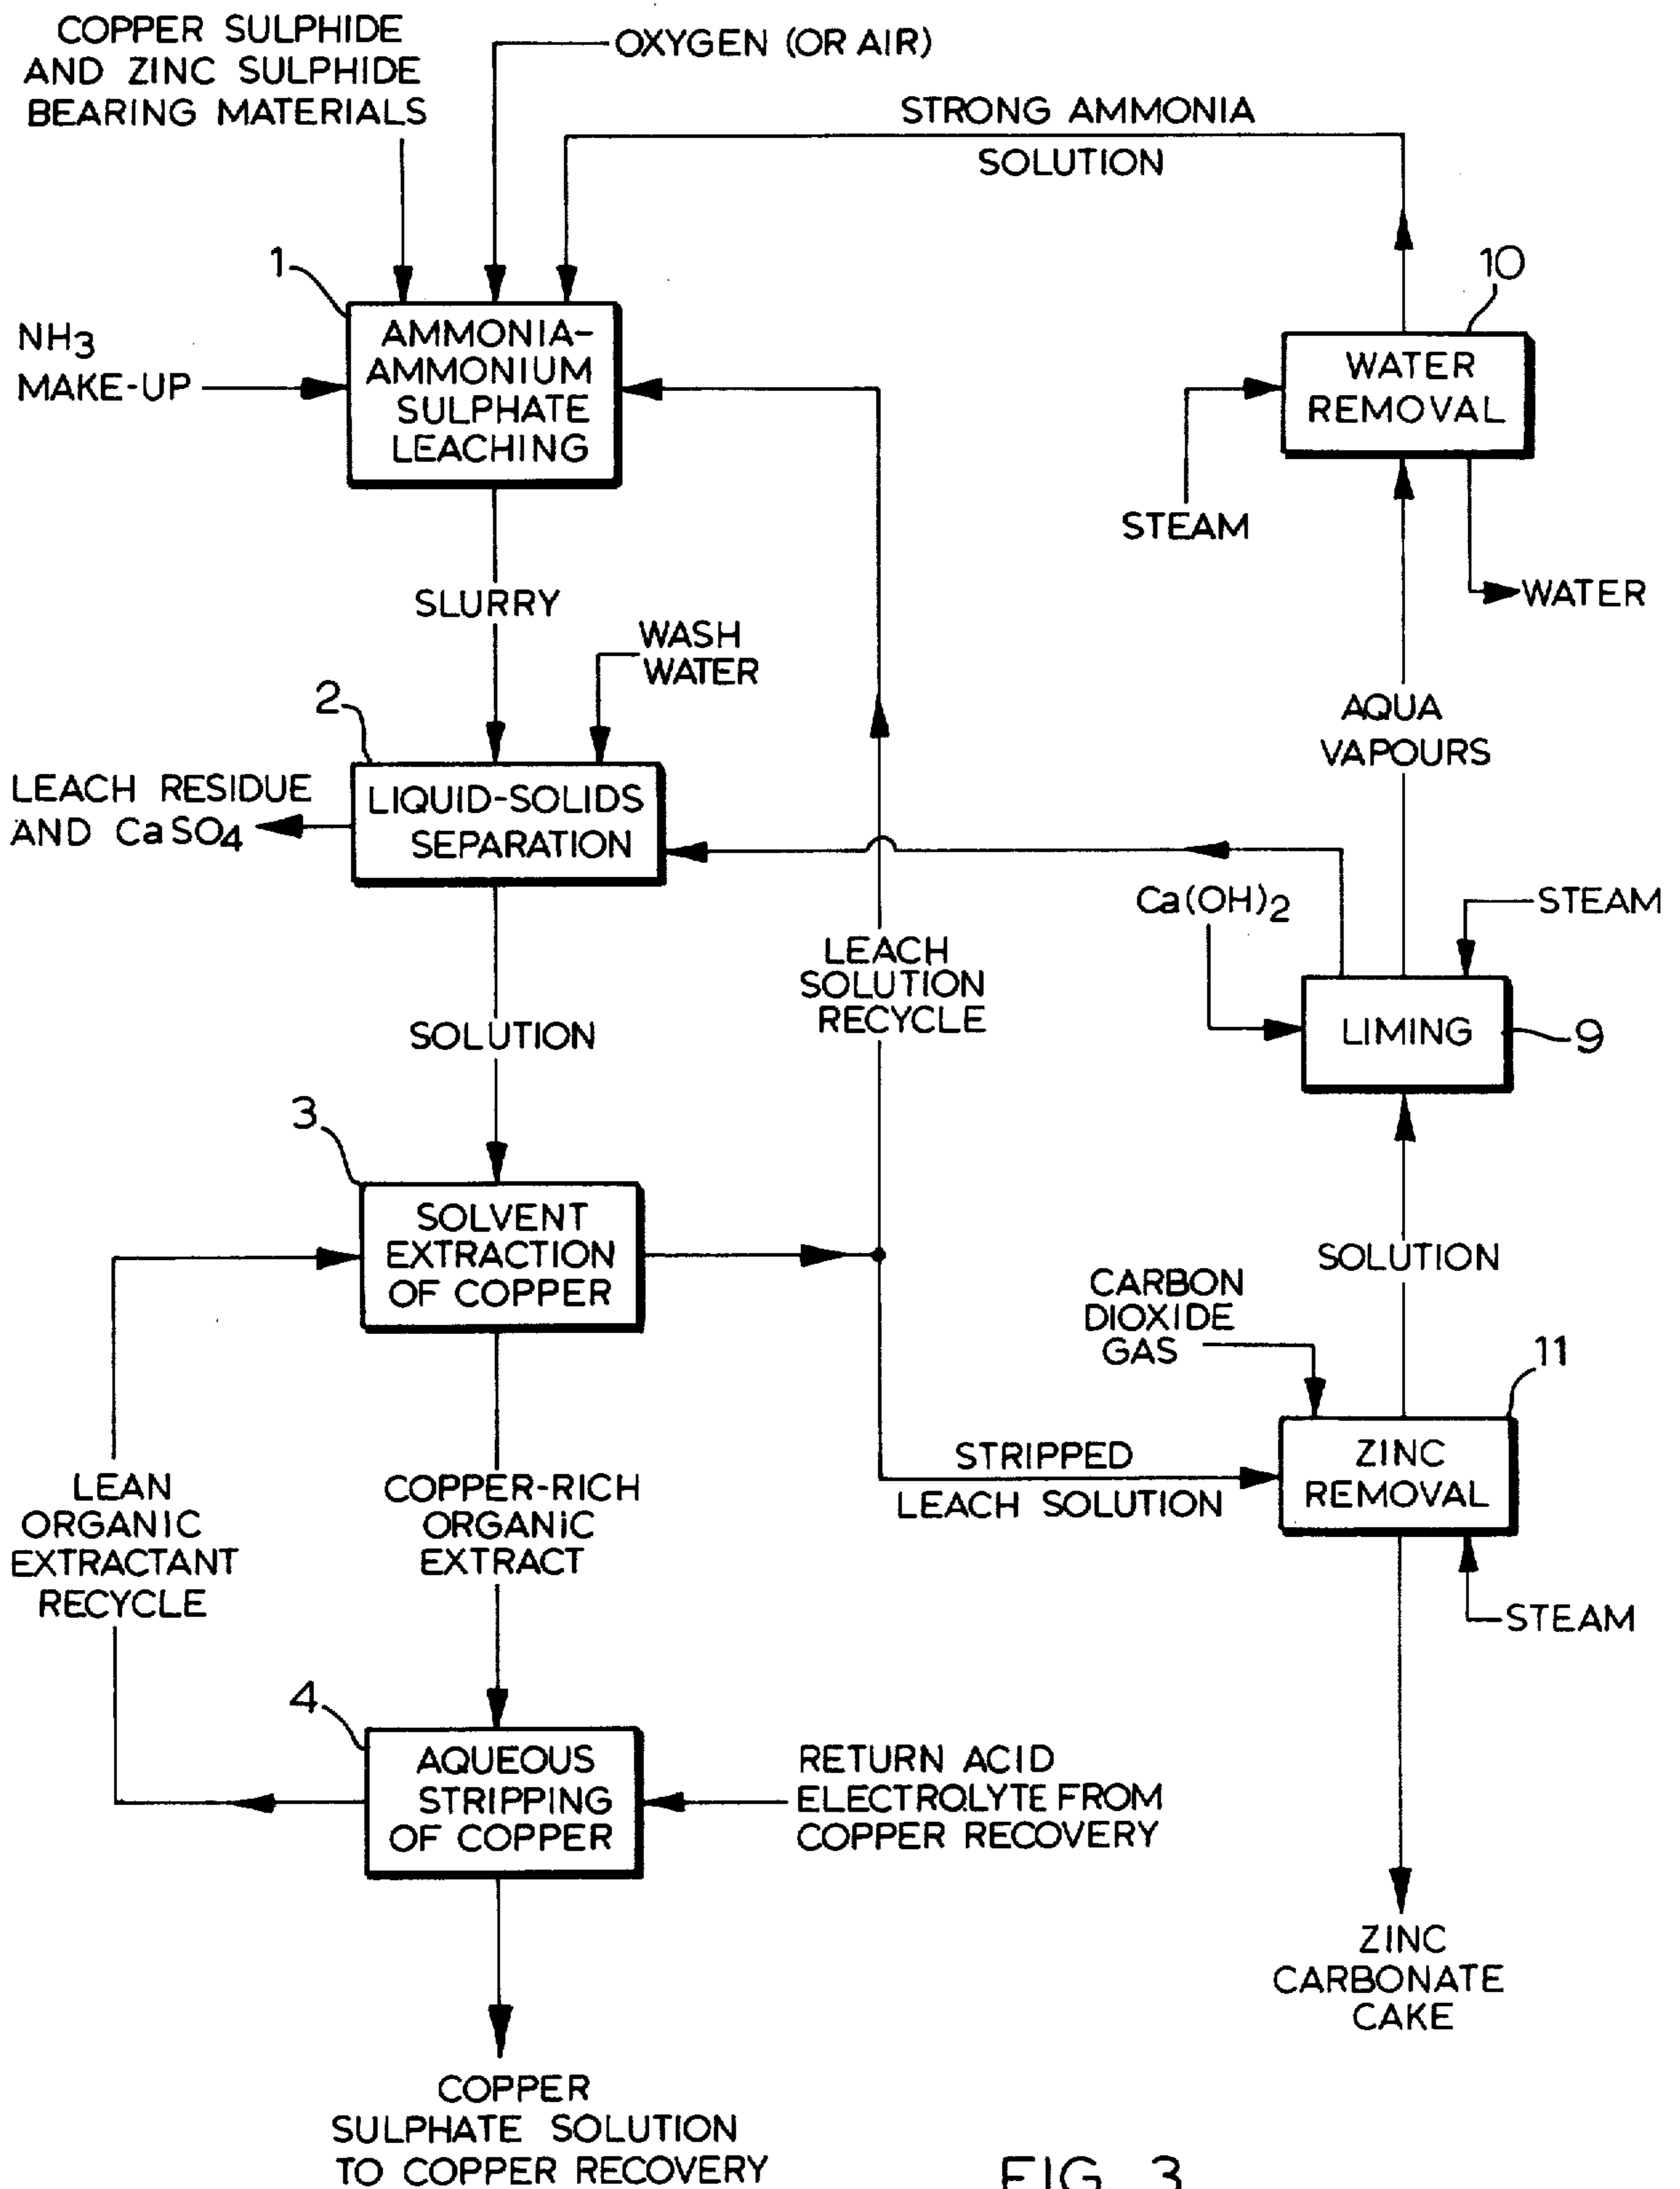 COPPER SULPHIDE
AND ZINC SULPHIDE
BEARING MATERIALS
OXYGEN (OR AIR)
STRONG AMMONIA
SOLUTION
1
10
NH3
MAKE-UP
AMMONIA-
AMMONIUM
SULPHATE
LEACHING
WATER
REMOVAL
STEAM
WATER
SLURRY
WASH
WATER
2
AQUA
VAPOURS
LEACH RESIDUE
AND CaSO4
LIQUID-SOLIDS
SEPARATION
Ca(OH)2
STEAM
LEACH
SOLUTION
RECYCLE
SOLUTION
LIMING
9
3
SOLVENT
EXTRACTION
OF COPPER
SOLUTION
CARBON
DIOXIDE
GAS
11
STRIPPED
LEACH SOLUTION
ZINC
REMOVAL
LEAN
ORGANIC
EXTRACTANT
RECYCLE
COPPER-RICH
ORGANIC
EXTRACT
STEAM
4
AQUEOUS
STRIPPING
OF COPPER
RETURN ACID
ELECTROLYTE FROM
COPPER RECOVERY
ZINC
CARBONATE
CAKE
COPPER
SULPHATE SOLUTION
TO COPPER RECOVERY
FIG. 3